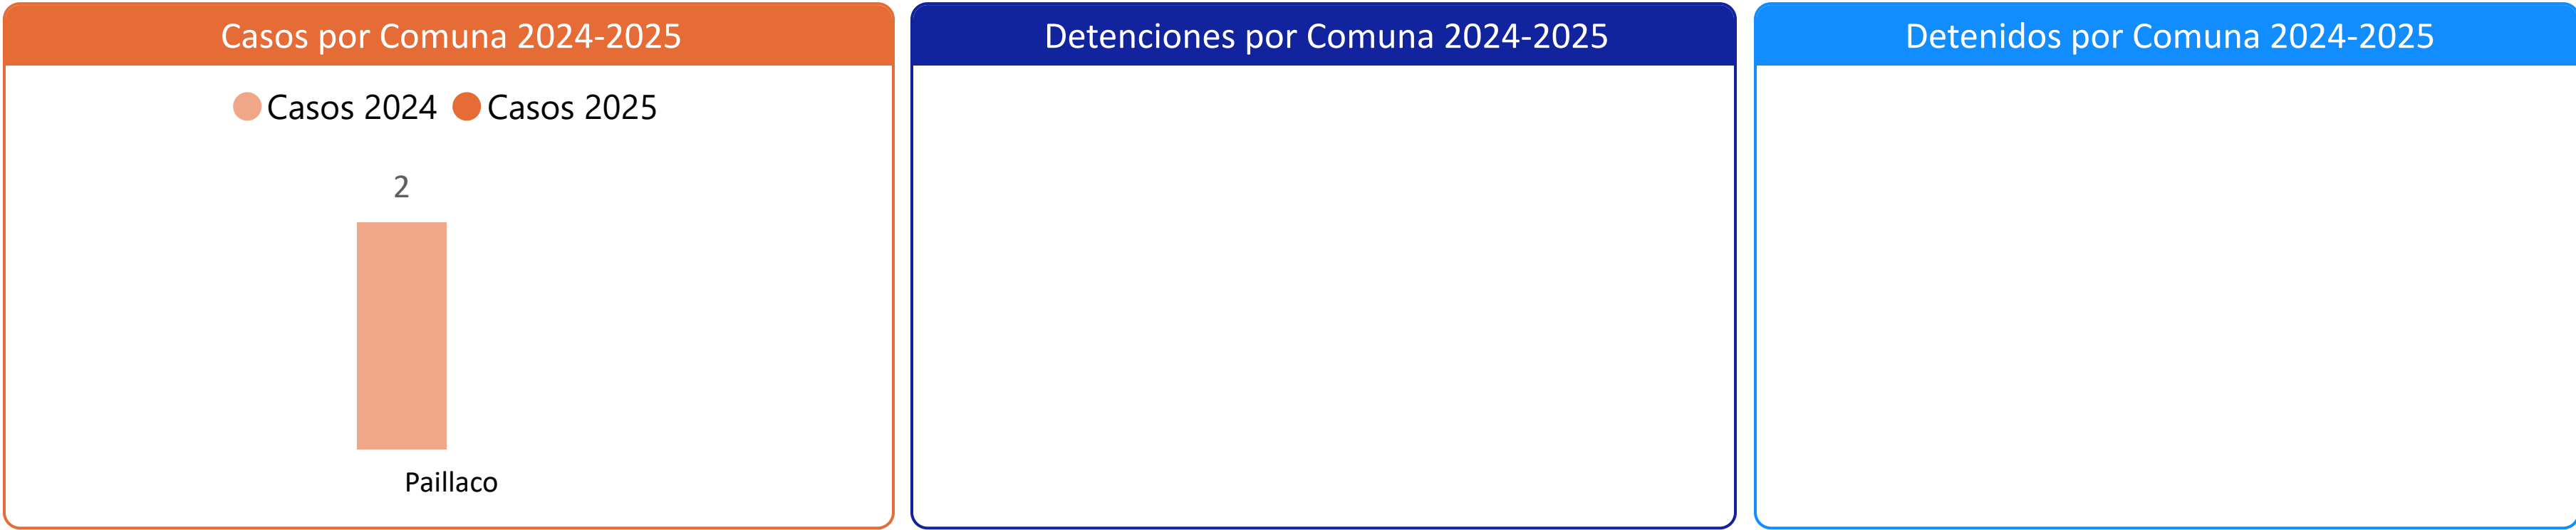 Casos por Comuna 2024-2025
Casos 2024 Casos 2025
2
Paillaco
Detenciones por Comuna 2024-2025
Detenidos por Comuna 2024-2025